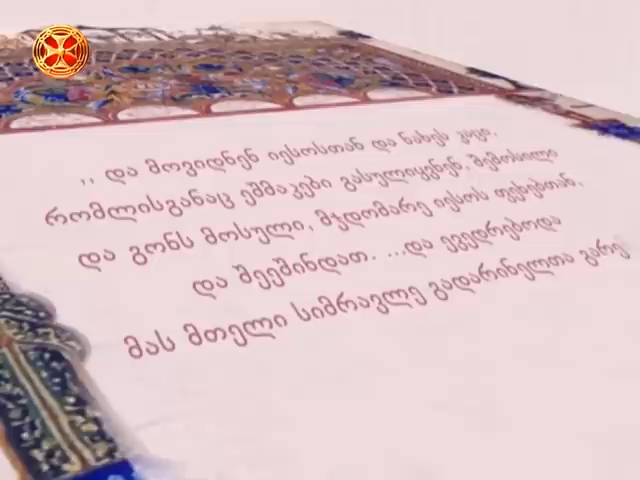 ,, და მოვიდნენ იესოსთან და ნახეს კაცი,
რომლისგანაც ეშმაკები გასულიყვნენ, შემოსილი
და გონს მოსული, მჯდომარე იესოს ფეხებთან,
და შეეშინდათ. ...და ევედრებოდა
მას მთელი სიმრავლე გადარინელთა გარე